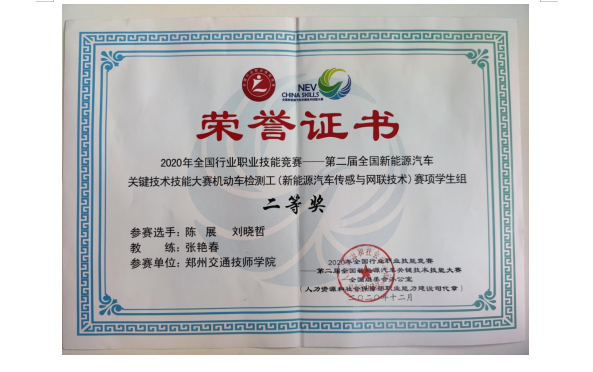 NEV
CHINA SKILLS
荣誉证书
2020年全国行业职业技能竞赛——第二届全国新能源汽车
关键技术技能大赛机动车检测工(新能源汽车传感与网联技术)赛项学生组
二等奖
参赛选手：陈 展 刘晓哲
教 练：张艳春
参赛单位：郑州交通技师学院
2020年全国行业职业技能竞赛
——第二届全国新能源汽车关键技术技能大赛
全国组委会办公室
(人力资源和社会保障部职业能力建设司代章)
二〇二〇年十二月